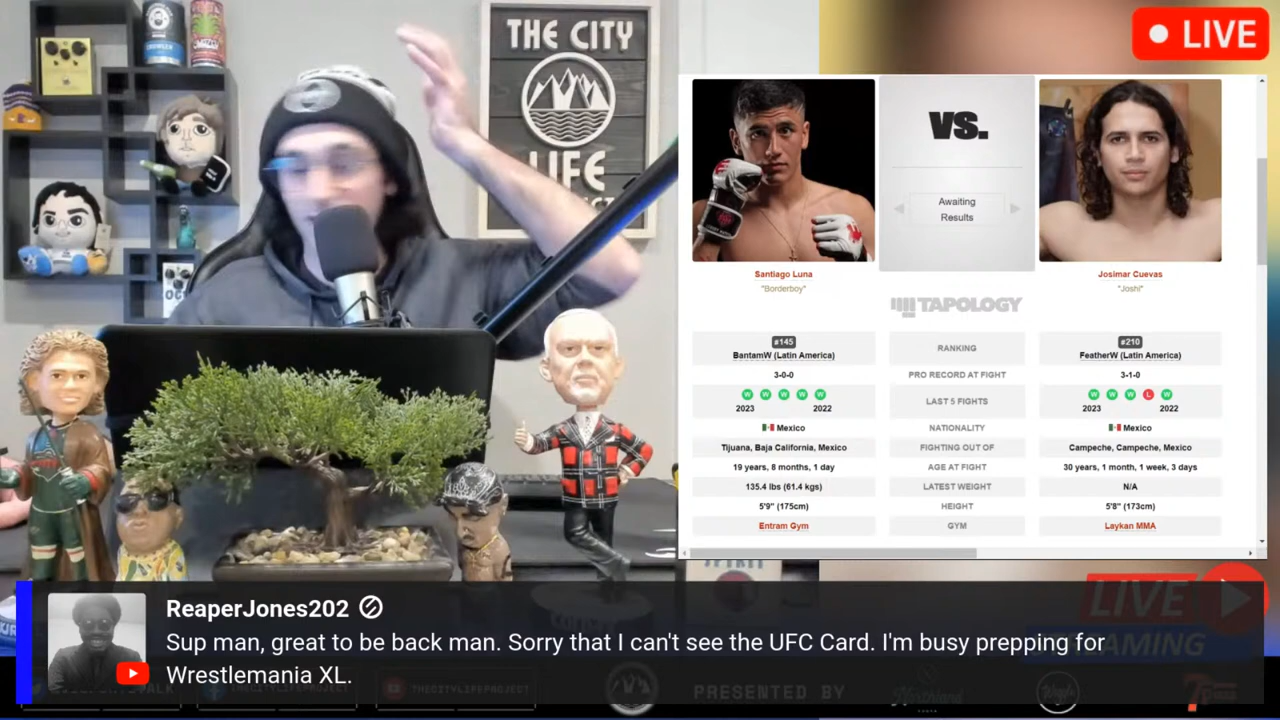 THE CITY
LIFE
LIVE
VS.
Awaiting
Results
Santiago Luna
"Borderboy"
Josimar Cuevas
"Joshi"
TAPOLOGY
#145
BantamW (Latin America)
RANKING
#210
FeatherW (Latin America)
3-0-0
PRO RECORD AT FIGHT
3-1-0
W W W W W
2023 2022
LAST 5 FIGHTS
W W W L W
2023 2022
Mexico
NATIONALITY
Mexico
Tijuana, Baja California, Mexico
FIGHTING OUT OF
Campeche, Campeche, Mexico
19 years, 8 months, 1 day
AGE AT FIGHT
30 years, 1 month, 1 week, 3 days
135.4 lbs (61.4 kgs)
LATEST WEIGHT
N/A
5'9" (175cm)
HEIGHT
5'8" (173cm)
Entram Gym
GYM
Laykan MMA
LIVE
ReaperJones202
Sup man, great to be back man. Sorry that I can't see the UFC Card. I'm busy prepping for
Wrestlemania XL.
THECITYLIFEPROJECT
THECITYLIFEPROJECT
PRESENTED BY
Northland